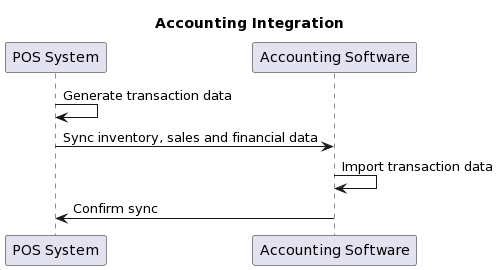 Accounting Integration
POS System
Accounting Software
Generate transaction data
Sync inventory, sales and financial data
Import transaction data
Confirm sync
POS System
Accounting Software